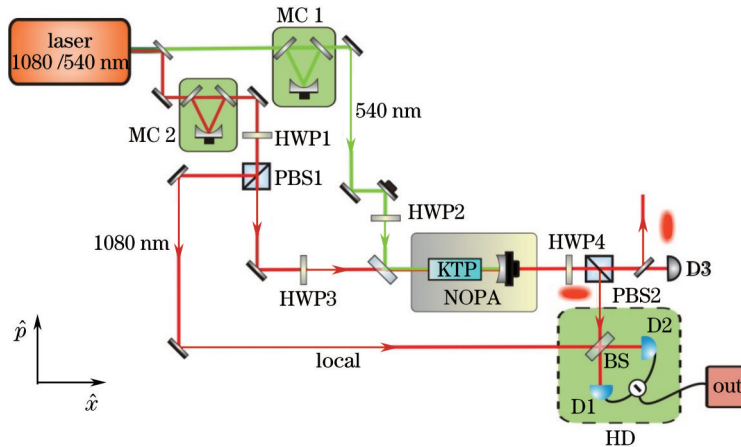 MC 1
laser
1080 /540 nm
540 nm
MC 2
HWP1
PBS1
HWP2
1080 nm
HWP4
KTP
D3
HWP3
NOPA
PBS2
p̂
D2
BS
local
x̂
D1
out
HD